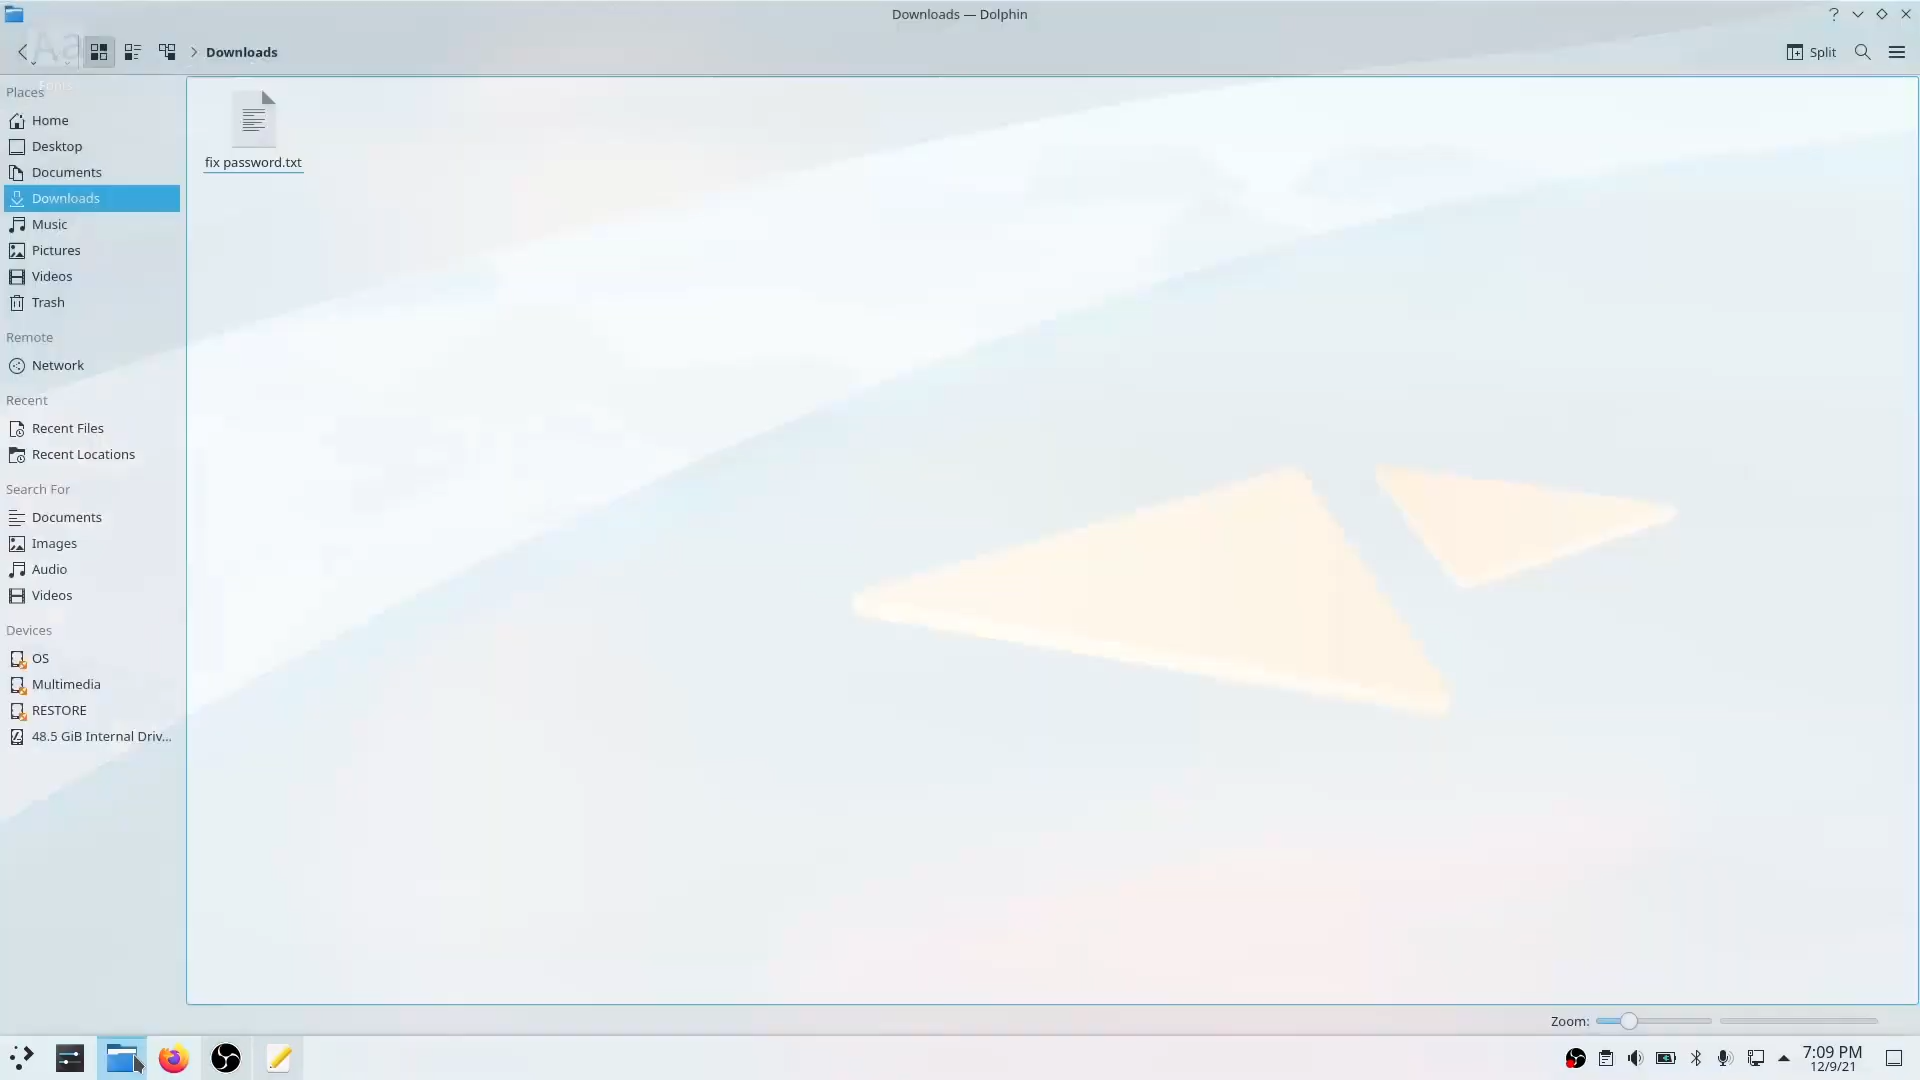 Downloads — Dolphin
Downloads
Split
Places
Home
Desktop
Documents
Downloads
Music
Pictures
Videos
Trash
Remote
Network
Recent
Recent Files
Recent Locations
Search For
Documents
Images
Audio
Videos
Devices
OS
Multimedia
RESTORE
48.5 GiB Internal Driv...
fix password.txt
Zoom:
7:09 PM
12/9/21